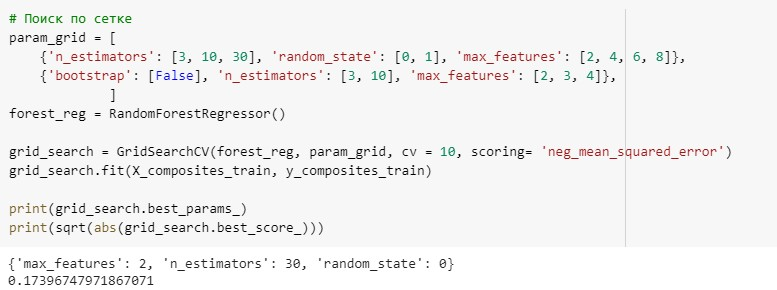 # Поиск по сетке
param_grid = [
    {'n_estimators': [3, 10, 30], 'random_state': [0, 1], 'max_features': [2, 4, 6, 8]},
    {'bootstrap': [False], 'n_estimators': [3, 10], 'max_features': [2, 3, 4]},
             ]
forest_reg = RandomForestRegressor()
grid_search = GridSearchCV(forest_reg, param_grid, cv = 10, scoring= 'neg_mean_squared_error')
grid_search.fit(X_composites_train, y_composites_train)
print(grid_search.best_params_)
print(sqrt(abs(grid_search.best_score_)))
{'max_features': 2, 'n_estimators': 30, 'random_state': 0}
0.17396747971867071